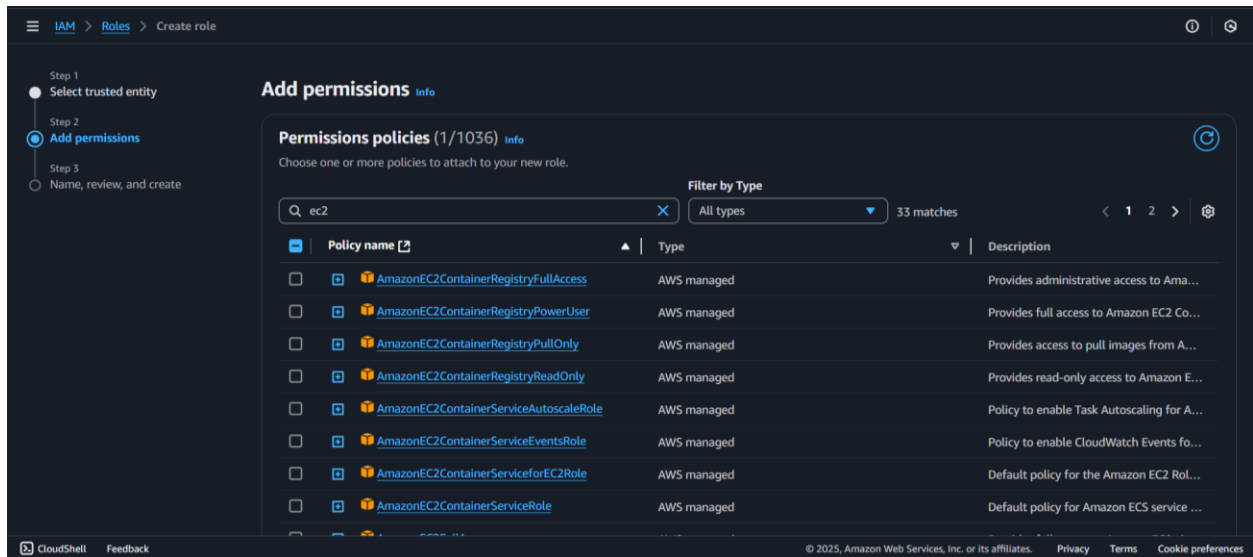 IAM > Roles > Create role
Step 1
Select trusted entity
Step 2
Add permissions
Step 3
Name, review, and create
Add permissions Info
Permissions policies (1/1036) Info
Choose one or more policies to attach to your new role.
Filter by Type
ec2 All types 33 matches 1 2
Policy name Type Description
AmazonEC2ContainerRegistryFullAccess AWS managed Provides administrative access to Ama...
AmazonEC2ContainerRegistryPowerUser AWS managed Provides full access to Amazon EC2 Co...
AmazonEC2ContainerRegistryPullOnly AWS managed Provides access to pull images from A...
AmazonEC2ContainerRegistryReadOnly AWS managed Provides read-only access to Amazon E...
AmazonEC2ContainerServiceAutoscaleRole AWS managed Policy to enable Task Autoscaling for A...
AmazonEC2ContainerServiceEventsRole AWS managed Policy to enable CloudWatch Events fo...
AmazonEC2ContainerServiceforEC2Role AWS managed Default policy for the Amazon EC2 Rol...
AmazonEC2ContainerServiceRole AWS managed Default policy for Amazon ECS service ...
CloudShell Feedback © 2025, Amazon Web Services, Inc. or its affiliates. Privacy Terms Cookie preferences